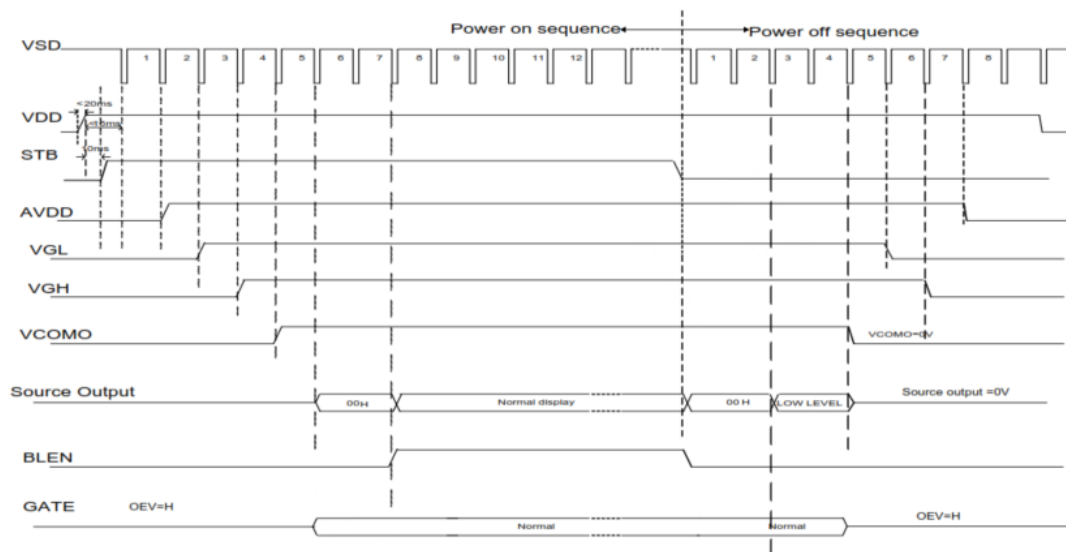 Power on sequence
Power off sequence
VSD
1 2 3 4 5 6 7 8 9 10 11 12 1 2 3 4 5 6 7 8
<20ms
VDD
STB
AVDD
VGL
VGH
VCOMO
VCOMO=0V
Source Output
00H
Normal display
00 H
LOW LEVEL
Source output =0V
BLEN
GATE
OEV=H
Normal
Normal
OEV=H